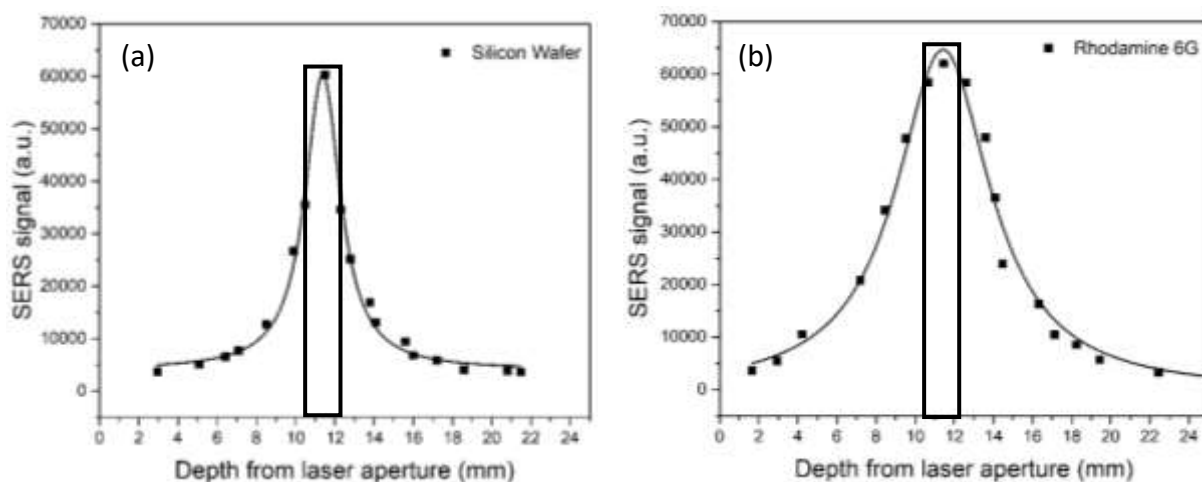 (a)
Silicon Wafer
70000
60000
50000
40000
30000
20000
10000
0
SERS signal (a.u.)
0 2 4 6 8 10 12 14 16 18 20 22 24
Depth from laser aperture (mm)
(b)
Rhodamine 6G
70000
60000
50000
40000
30000
20000
10000
0
SERS signal (a.u.)
0 2 4 6 8 10 12 14 16 18 20 22 24
Depth from laser aperture (mm)